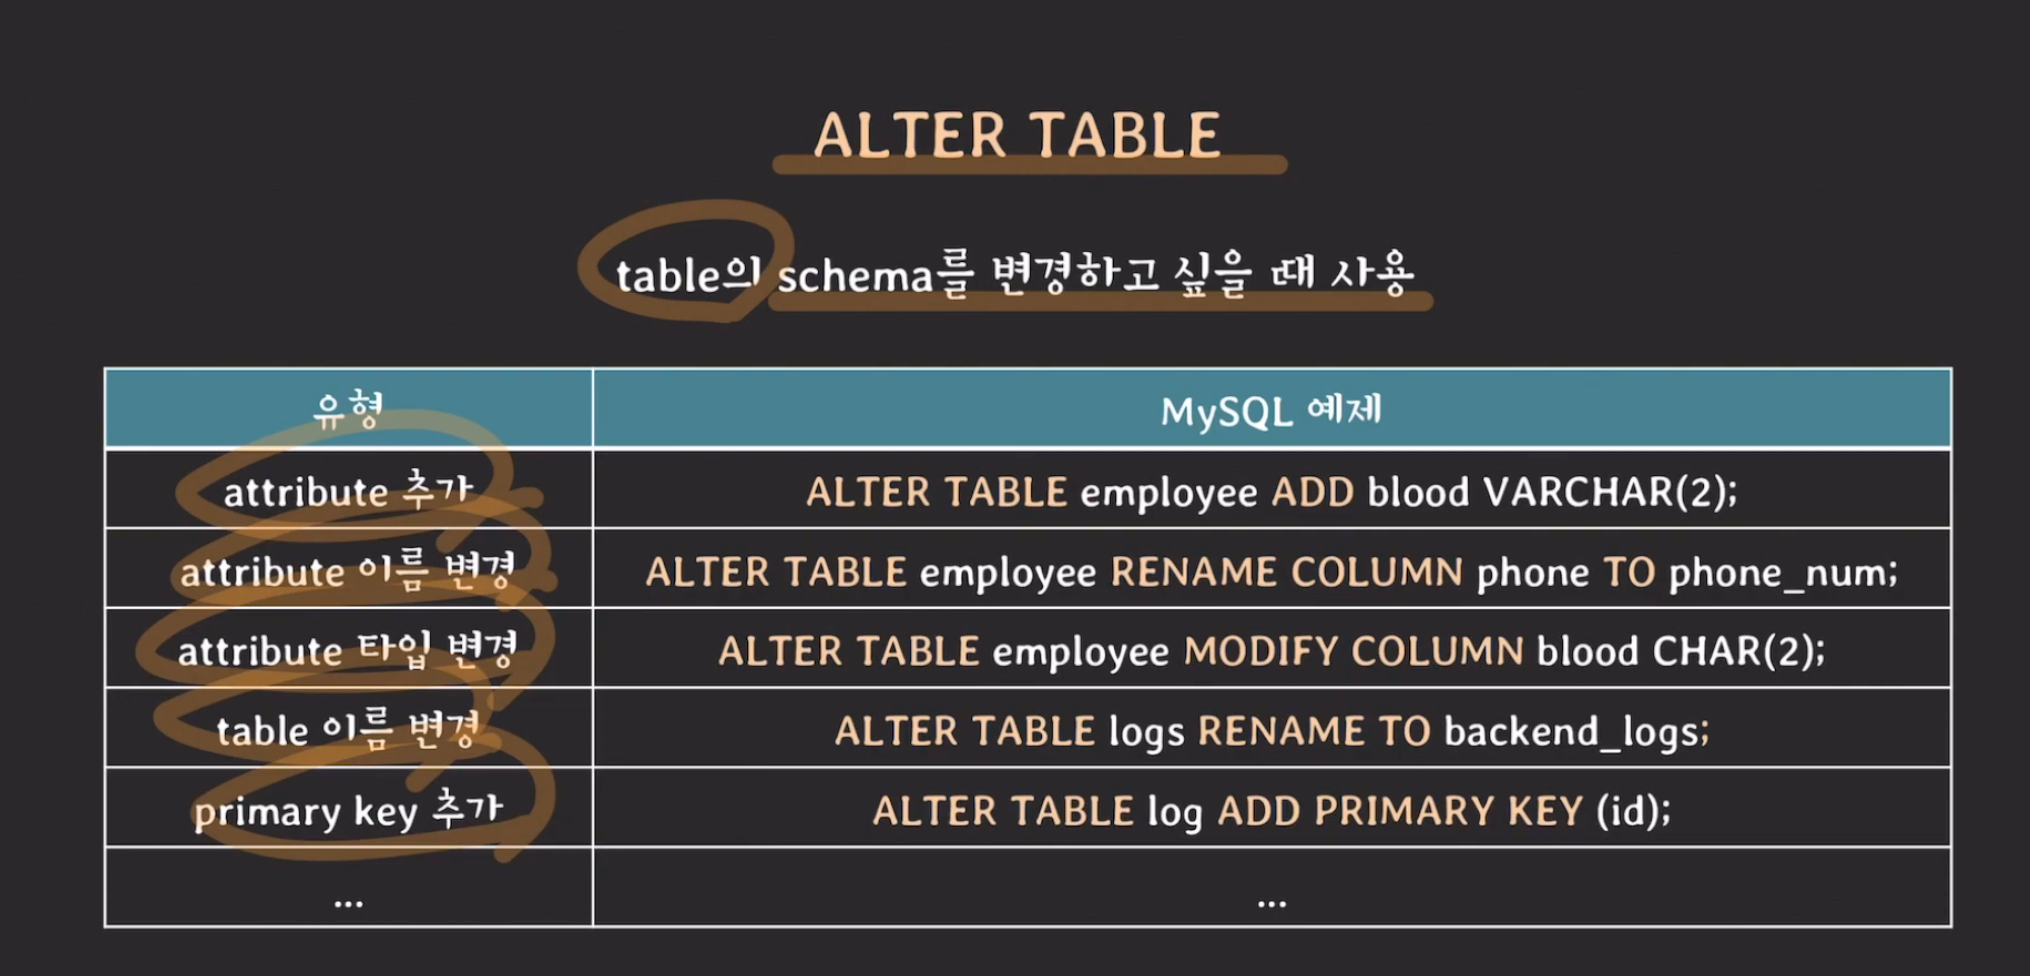 ALTER TABLE
table의 schema를 변경하고 싶을 때 사용
유형 MySQL 예제
attribute 추가 ALTER TABLE employee ADD blood VARCHAR(2);
attribute 이름 변경 ALTER TABLE employee RENAME COLUMN phone TO phone_num;
attribute 타입 변경 ALTER TABLE employee MODIFY COLUMN blood CHAR(2);
table 이름 변경 ALTER TABLE logs RENAME TO backend_logs;
primary key 추가 ALTER TABLE log ADD PRIMARY KEY (id);
... ...